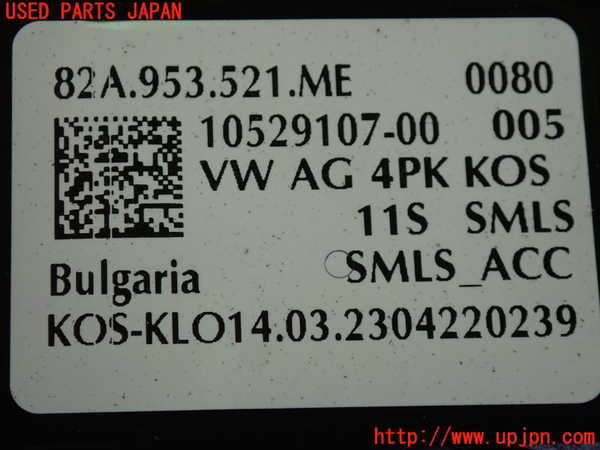 USED PARTS JAPAN
82A.953.521.ME 0080
10529107-00 005
VW AG 4PK KOS
11S SMLS
Bulgaria SMLS_ACC
KOS-KLO14.03.2304220239
http://www.upjpn.com/